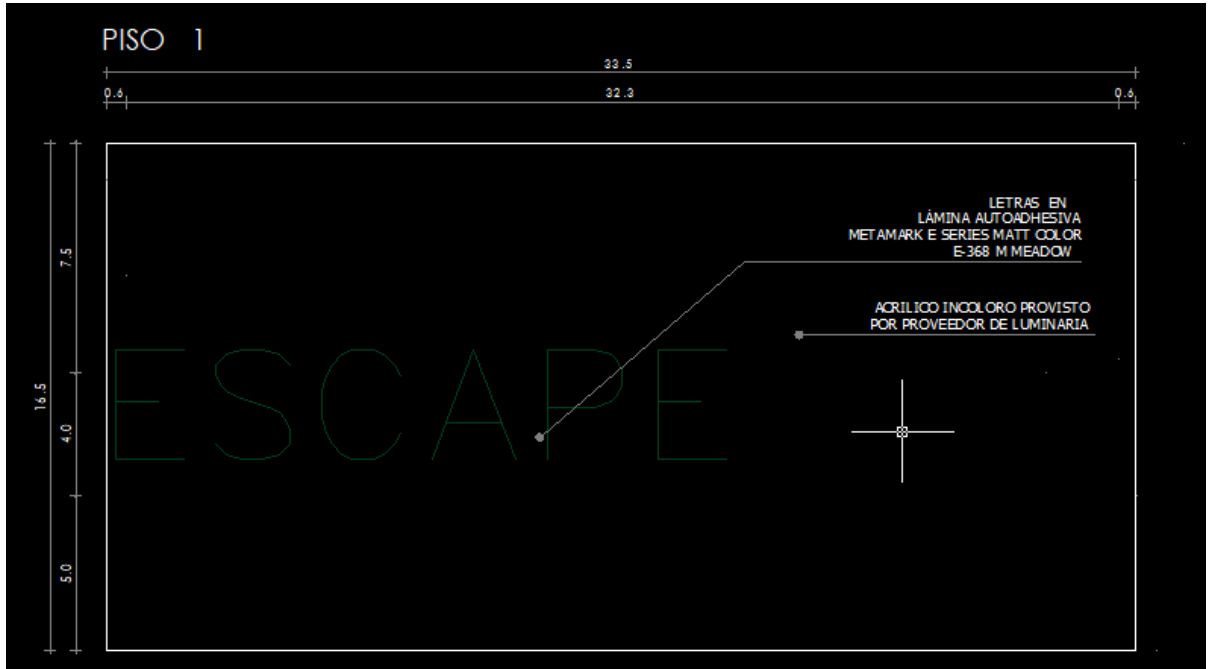 PISO 1
33.5
0.6 32.3 0.6
LETRAS EN
LÁMINA AUTOADHESIVA
METAMARK E SERIES MATT COLOR
E-368 M MEADOW
7.5
ACRILICO INCOLORO PROVISTO
POR PROVEEDOR DE LUMINARIA
ESCAPE
16.5
4.0
5.0